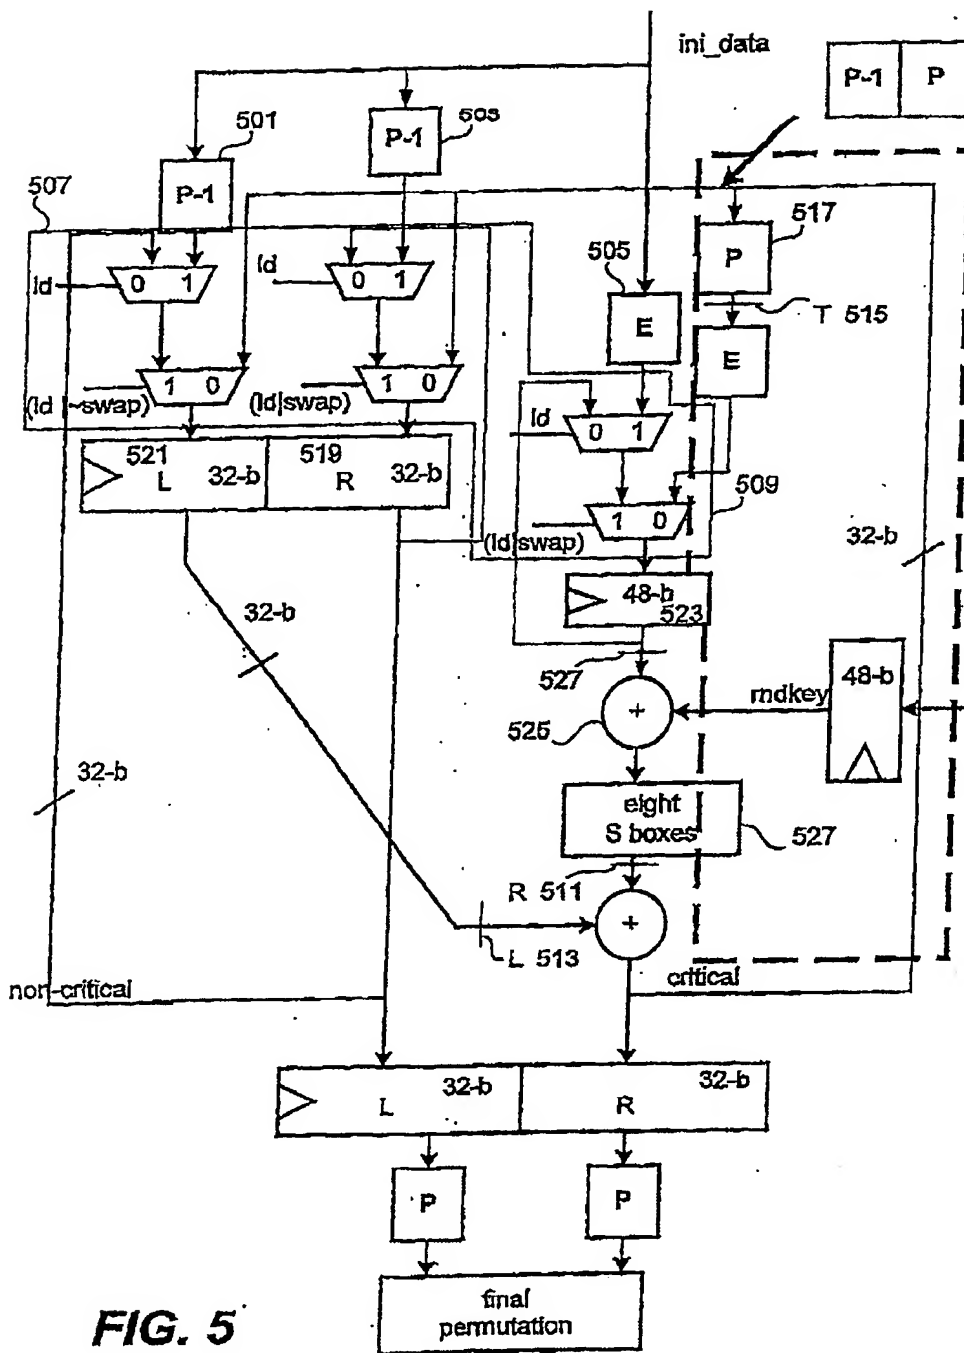 ini_data
P-1 P
501
P-1
503
P-1
507
517
P
T 515
505
E
E
ld
0 1
ld
0 1
1 0
(ld ~swap)
1 0
(ld|swap)
ld
0 1
521
L
32-b
519
R
32-b
1 0
509
(ld|swap)
32-b
48-b
523
32-b
527
48-b
rndkey
+
525
32-b
eight
S boxes
527
R 511
+
L 513
non-critical
critical
32-b
L
32-b
R
P
P
final
permutation
FIG. 5